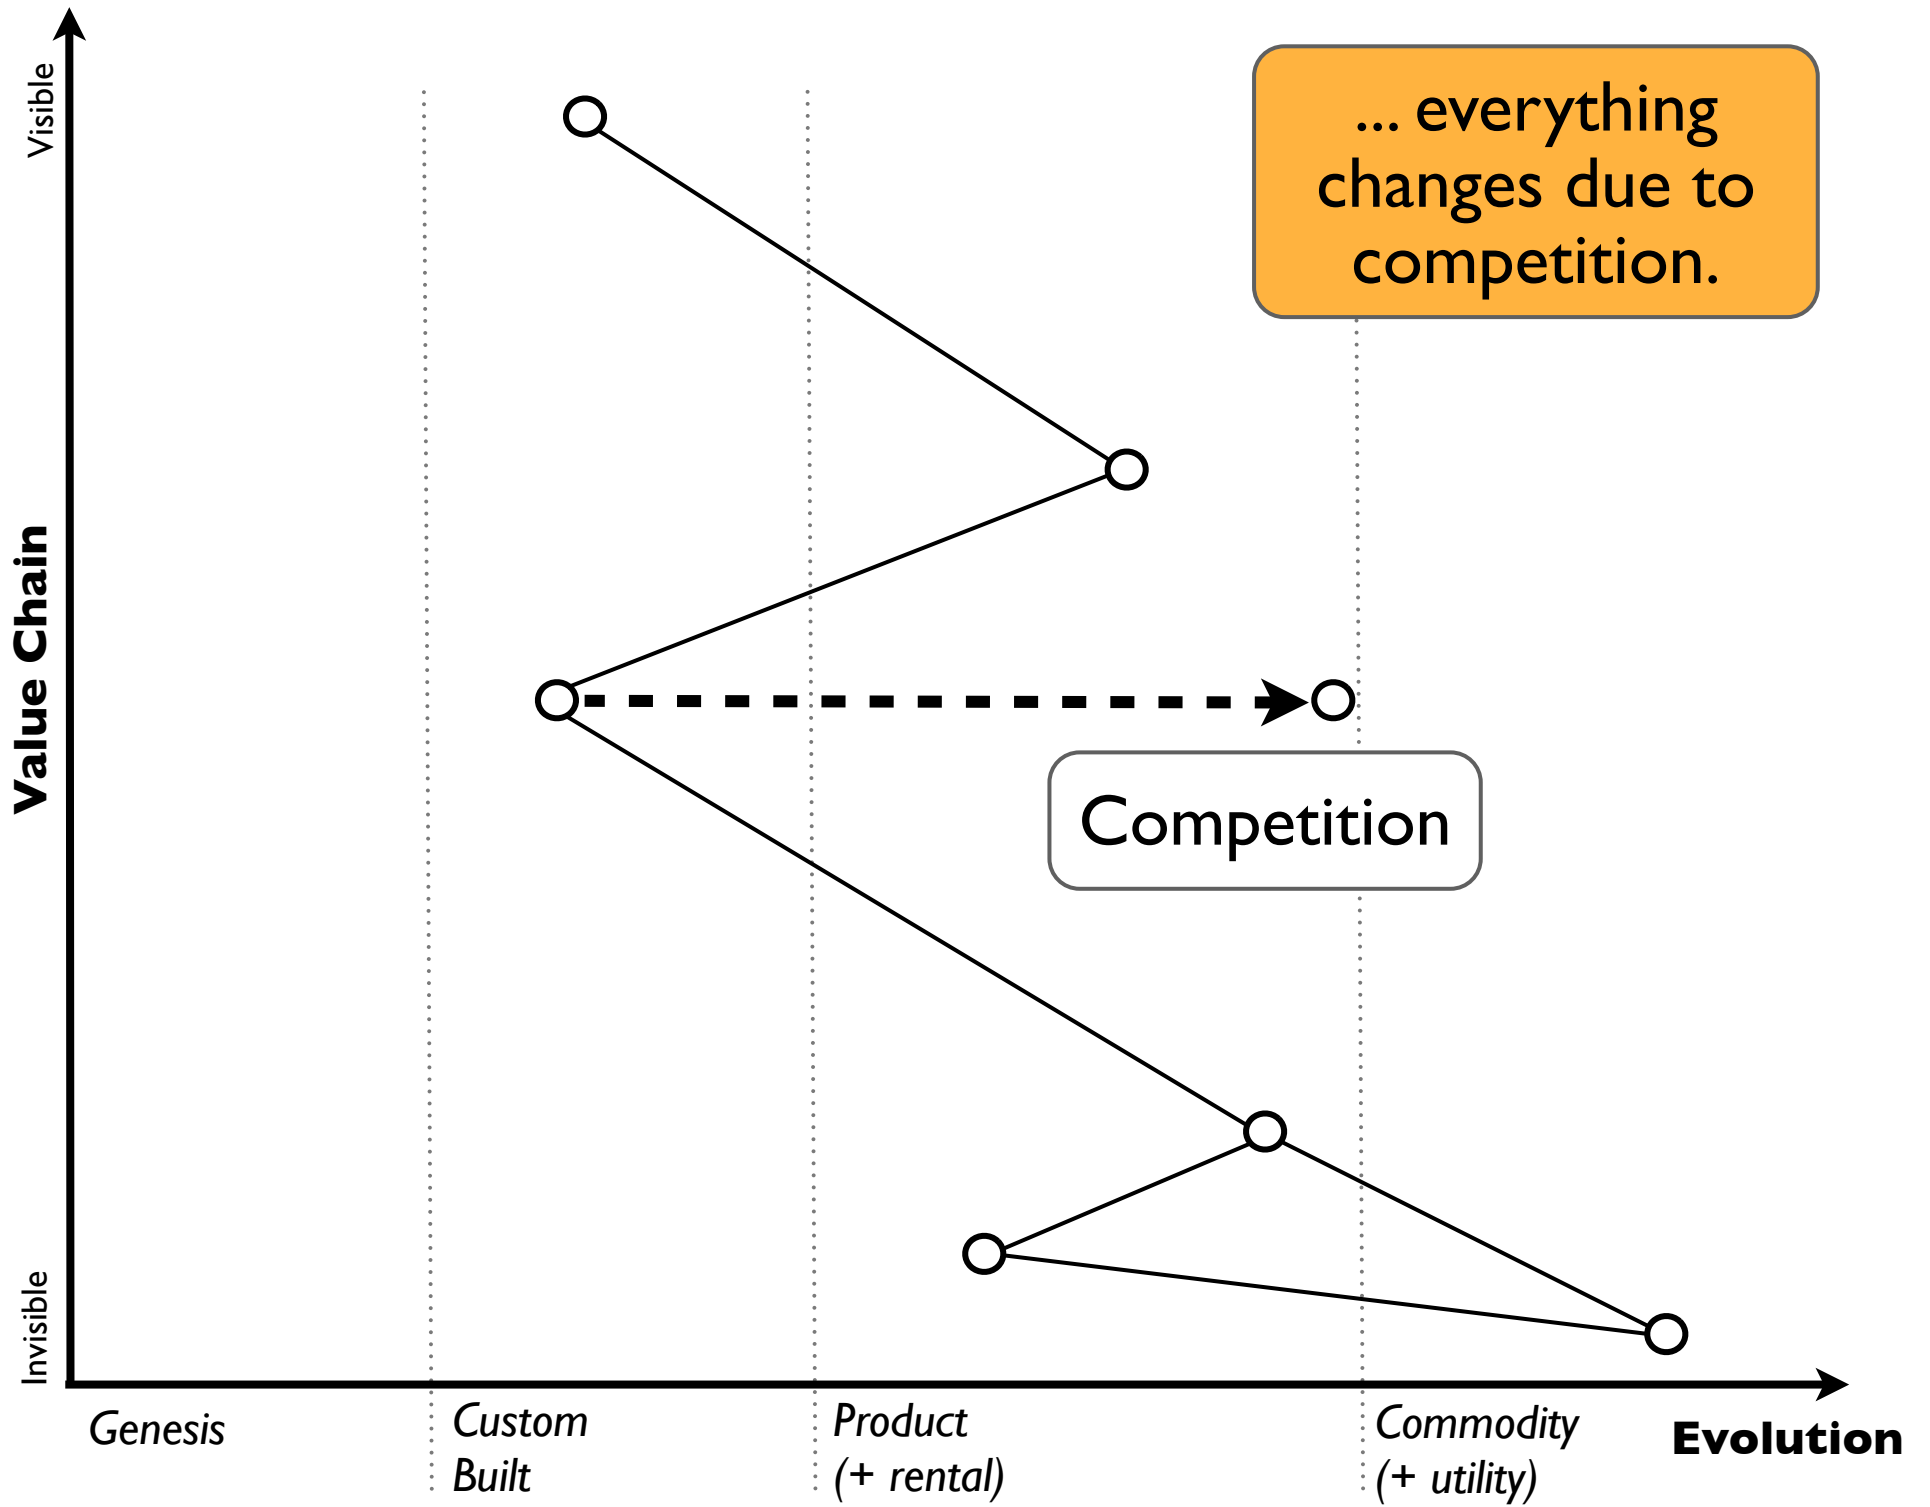 Visible
... everything
changes due to
competition.
Value Chain
Competition
Invisible
Genesis
Custom
Built
Product
(+ rental)
Commodity
(+ utility)
Evolution